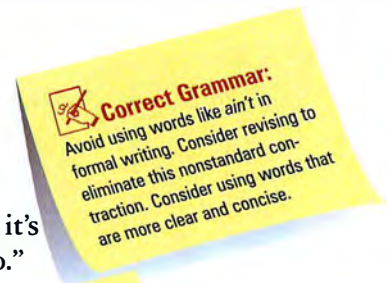 Correct Grammar:
Avoid using words like ain't in
formal writing. Consider revising to
eliminate this nonstandard con-
traction. Consider using words that
are more clear and concise.
it's
o."